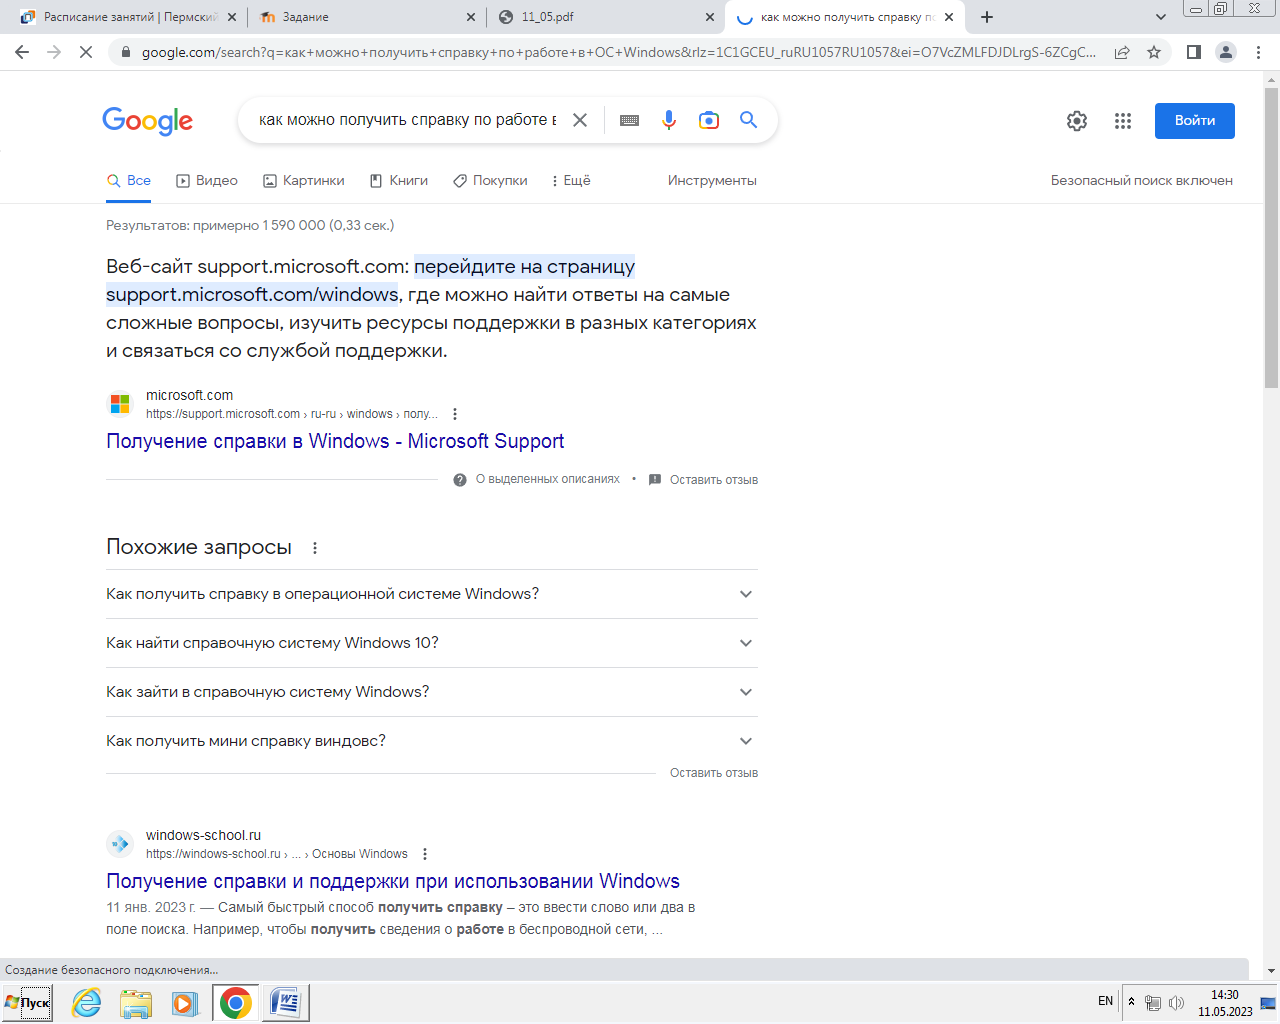 Расписание занятий | Пермский
Задание
11_05.pdf
как можно получить справку по
google.com/search?q=как+можно+получить+справку+по+работе+в+ОС+Windows&rlz=1C1GCEU_ruRU1057RU1057&ei=O7VcZMLFDJDLrgS-6ZCgC...
Google
как можно получить справку по работе в
Войти
Все
Видео
Картинки
Книги
Покупки
Ещё
Инструменты
Безопасный поиск включен
Результатов: примерно 1 590 000 (0,33 сек.)
Веб-сайт support.microsoft.com: перейдите на страницу
support.microsoft.com/windows, где можно найти ответы на самые
сложные вопросы, изучить ресурсы поддержки в разных категориях
и связаться со службой поддержки.
microsoft.com
https://support.microsoft.com › ru-ru › windows › полу...
Получение справки в Windows - Microsoft Support
О выделенных описаниях • Оставить отзыв
Похожие запросы
Как получить справку в операционной системе Windows?
Как найти справочную систему Windows 10?
Как зайти в справочную систему Windows?
Как получить мини справку виндовс?
Оставить отзыв
windows-school.ru
https://windows-school.ru › ... › Основы Windows
Получение справки и поддержки при использовании Windows
11 янв. 2023 г. — Самый быстрый способ получить справку – это ввести слово или два в
поле поиска. Например, чтобы получить сведения о работе в беспроводной сети, ...
Создание безопасного подключения...
Пуск
EN
14:30
11.05.2023